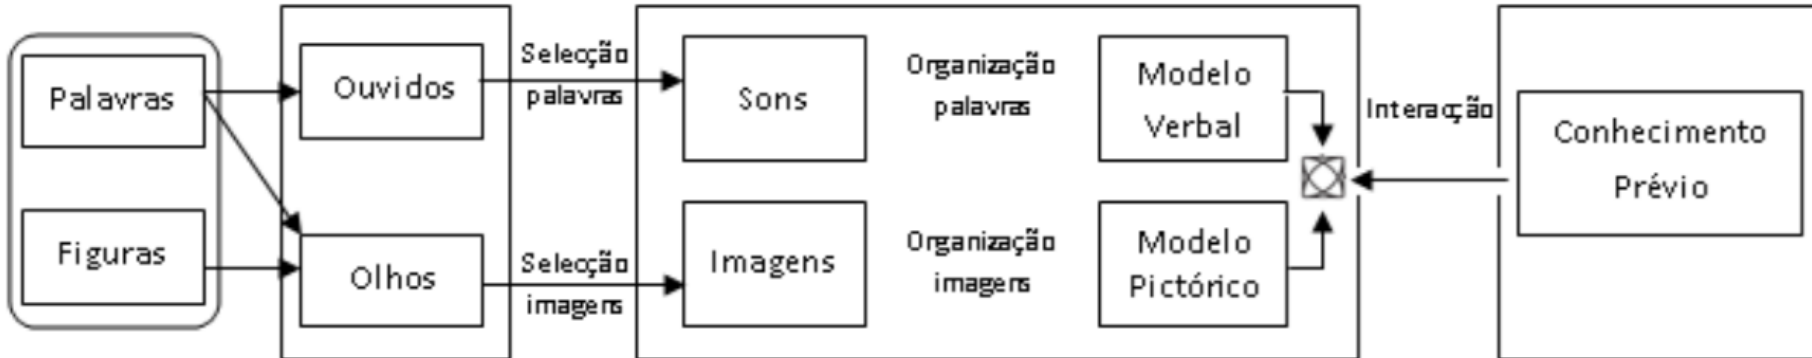 Palavras
Figuras
Ouvidos
Olhos
Selecção
palavras
Selecção
imagens
Sons
Imagens
Organização
palavras
Organização
imagens
Modelo
Verbal
Modelo
Pictórico
Interacção
Conhecimento
Prévio